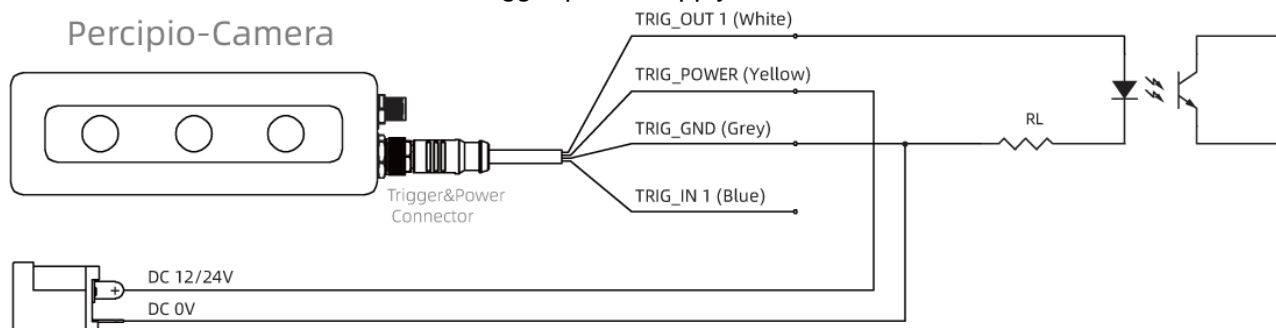 TRIG_OUT 1 (White)
Percipio-Camera
TRIG_POWER (Yellow)
TRIG_GND (Grey)
RL
Trigger&Power
Connector
TRIG_IN 1 (Blue)
DC 12/24V
+
DC 0V